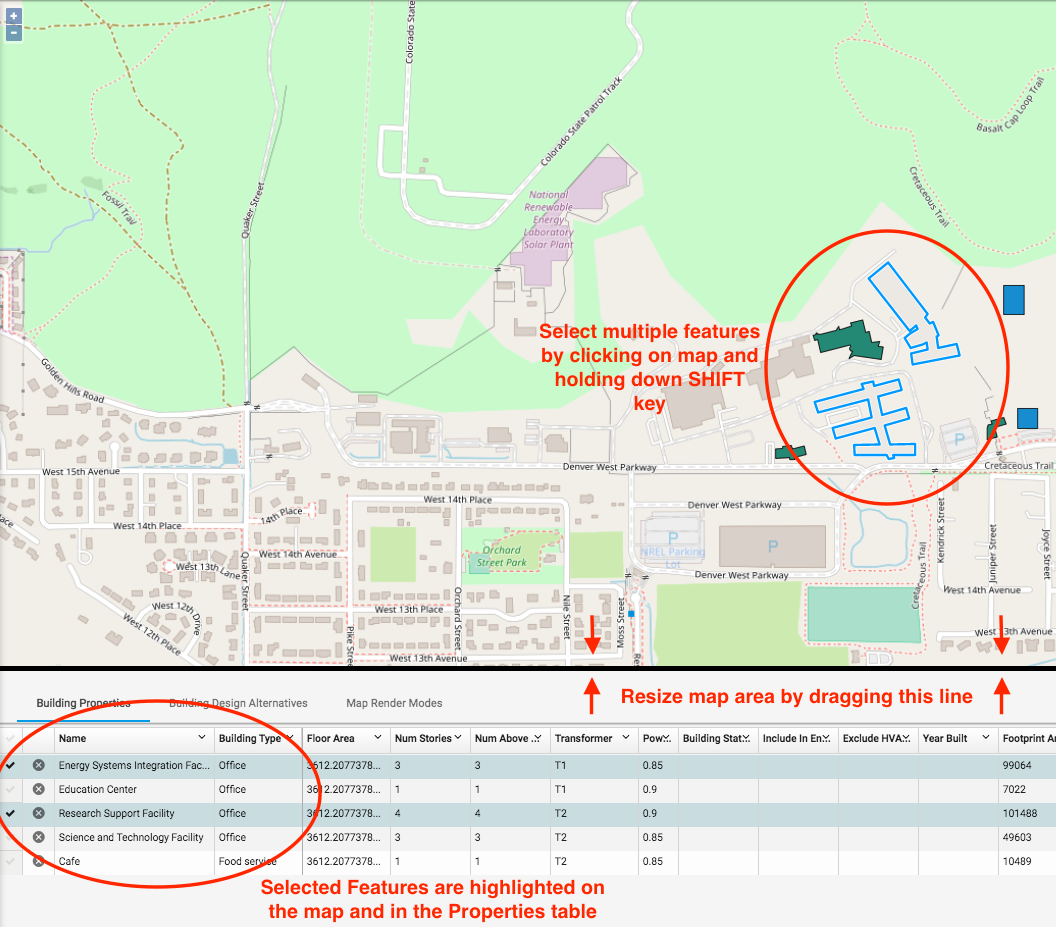 +
-
Colorado State
Colorado State Patrol Track
Basalt Cap Loop Trail
Cretaceous Trail
Fossil Trail
Quaker Street
National
Renewable
Energy
Laboratory
Solar Plant
Select multiple features
by clicking on map and
holding down SHIFT
key
Golden Hills Road
P
Denver West Parkway
Cretaceous Trail
West 15th Avenue
West 14th Place
Denver West Parkway
West 14th Place
14th Place
Kendrick Street
Juniper Street
Joyce Street
P
NREL Parking
Lot
P
Orchard
Street Park
West 14th Avenue
West 13th Lane
Quaker Street
Denver West Parkway
Cretaceous Trail
West 14th Avenue
West 12th Drive
West 12th Place
West 13th Place
Orchard Street
Nile Street
Moss Street
Pike Stree
West 13th Avenue
West 13th Avenue
Resize map area by dragging this line
Building Properties Building Design Alternatives Map Render Modes
Name Building Type Floor Area Num Stories Num Above ... Transformer Pow... Building Stat... Include In En... Exclude HVA... Year Built Footprint Ar
Energy Systems Integration Fac... Office 3612.2077378... 3 3 T1 0.85 99064
Education Center Office 3612.2077378... 1 1 T1 0.9 7022
Research Support Facility Office 3612.2077378... 4 4 T2 0.9 101488
Science and Technology Facility Office 3612.2077378... 3 3 T2 0.85 49603
Cafe Food service 3612.2077378... 1 1 T2 0.85 10489
Selected Features are highlighted on
the map and in the Properties table